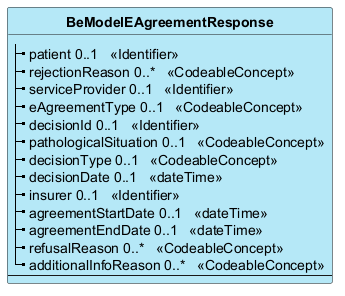 BeModelEAgreementResponse
patient 0..1 «Identifier»
rejectionReason 0..* «CodeableConcept»
serviceProvider 0..1 «Identifier»
eAgreementType 0..1 «CodeableConcept»
decisionId 0..1 «Identifier»
pathologicalSituation 0..1 «CodeableConcept»
decisionType 0..1 «CodeableConcept»
decisionDate 0..1 «dateTime»
insurer 0..1 «Identifier»
agreementStartDate 0..1 «dateTime»
agreementEndDate 0..1 «dateTime»
refusalReason 0..* «CodeableConcept»
additionalInfoReason 0..* «CodeableConcept»